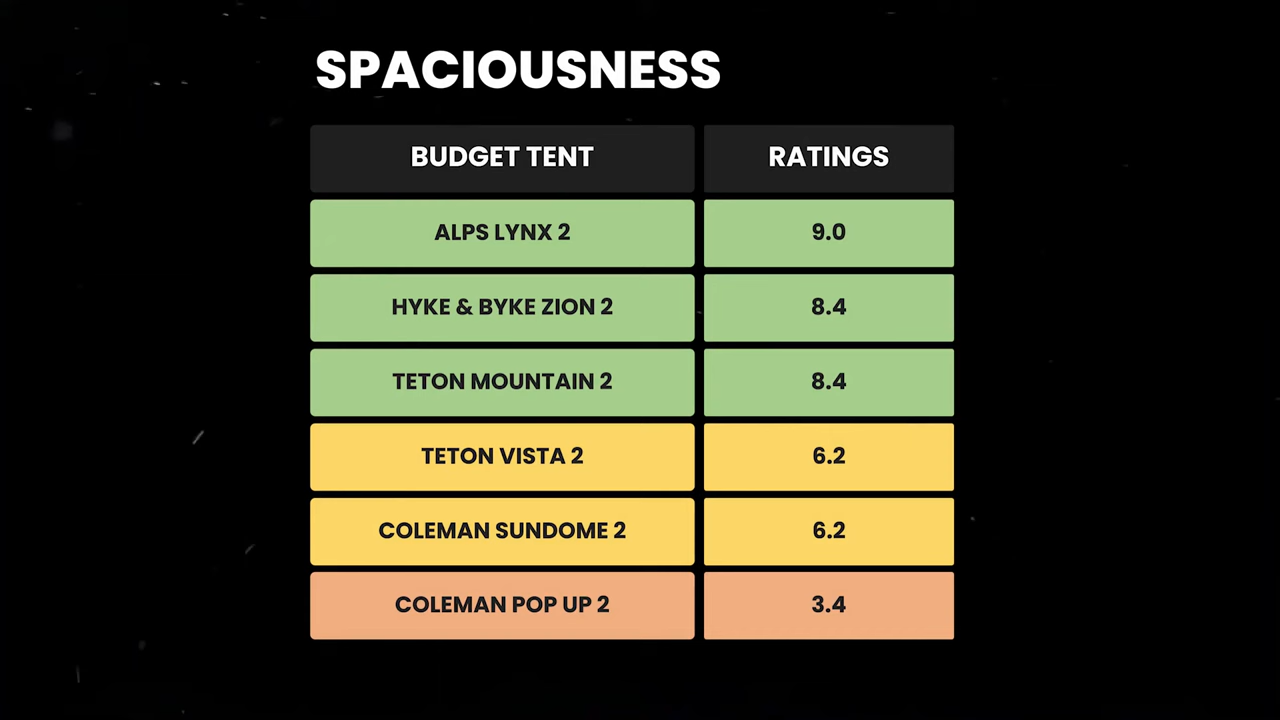 SPACIOUSNESS
BUDGET TENT RATINGS
ALPS LYNX 2 9.0
HYKE & BYKE ZION 2 8.4
TETON MOUNTAIN 2 8.4
TETON VISTA 2 6.2
COLEMAN SUNDOME 2 6.2
COLEMAN POP UP 2 3.4